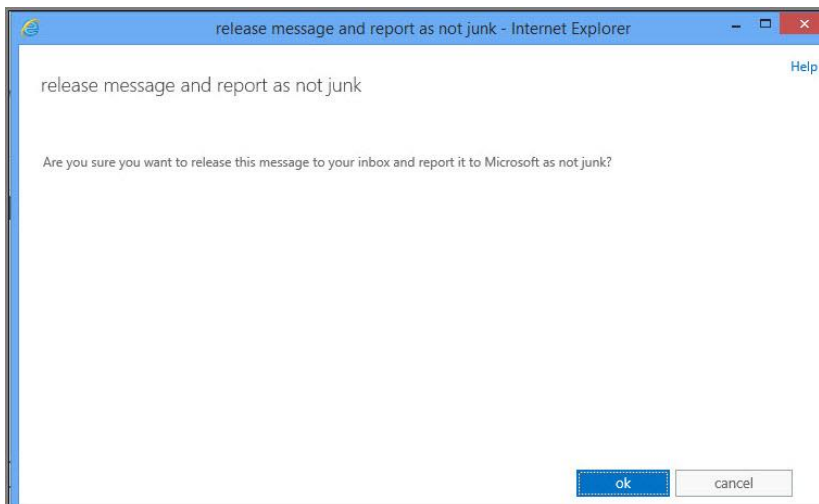 release message and report as not junk - Internet Explorer
Help
release message and report as not junk
Are you sure you want to release this message to your inbox and report it to Microsoft as not junk?
ok cancel